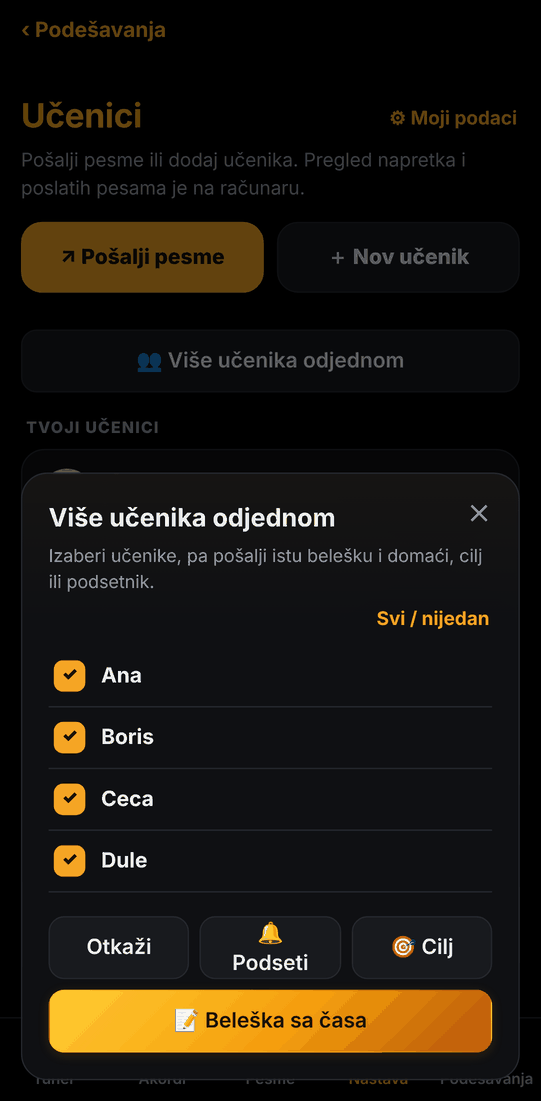 ‹ Podešavanja
Učenici
⚙ Moji podaci
Pošalji pesme ili dodaj učenika. Pregled napretka i
poslatih pesama je na računaru.
↗ Pošalji pesme
+ Nov učenik
👥 Više učenika odjednom
TVOJI UČENICI
Više učenika odjednom
Izaberi učenike, pa pošalji istu belešku i domaći, cilj
ili podsetnik.
Svi / nijedan
Ana
Boris
Ceca
Dule
Otkaži
🔔
Podseti
🎯 Cilj
📝 Beleška sa časa
Nastava
Podešavanja